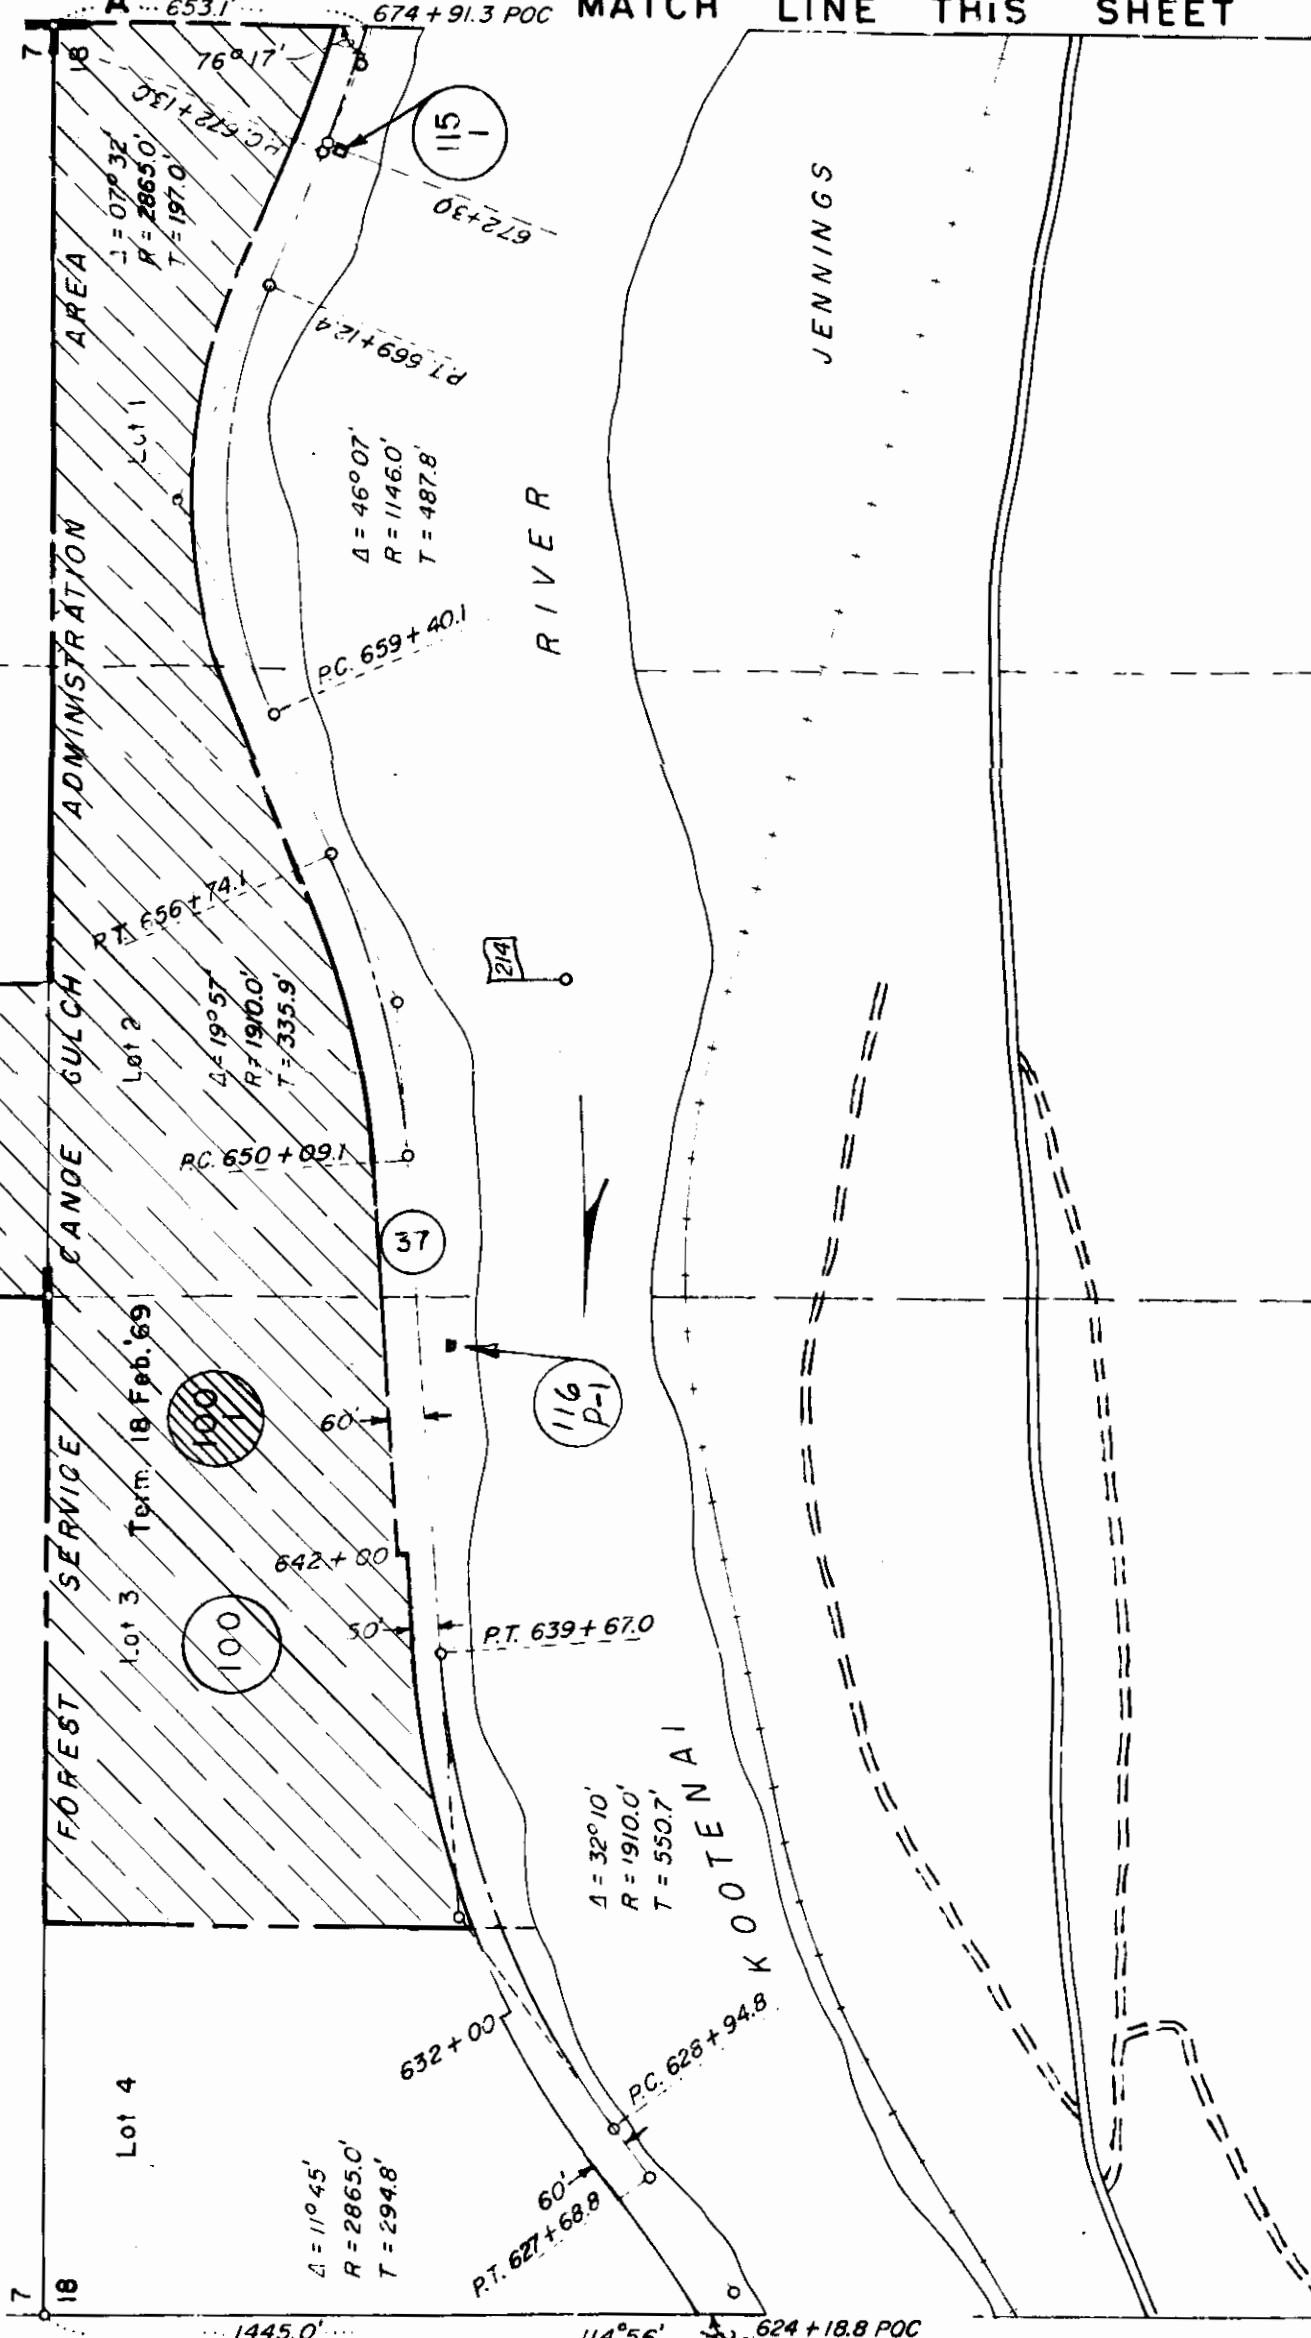 A 653.1' 674+91.3 POC MATCH LINE THIS SHEET
7
18
76°17'
P.C. 672+13.0
Δ = 07°32'
R = 2865.0'
T = 197.0'
115
1
672+30
P.T. 669+12.4
JENNINGS
Lot 1
Δ = 46°07'
R = 1146.0'
T = 487.8'
RIVER
P.C. 659+40.1
P.T. 656+74.1
214
Lot 2
Δ = 19°57'
R = 1910.0'
T = 335.9'
P.C. 650+09.1
37
FOREST SERVICE CANOE GULCH ADMINISTRATION AREA
Term. 18 Feb. '69
100
1
60'
116
P-1
642+00
Lot 3
100
50'
P.T. 639+67.0
Δ = 32°10'
R = 1910.0'
T = 550.7'
KOOTENAI
632+00
P.C. 628+94.8
Lot 4
Δ = 11°45'
R = 2865.0'
T = 294.8'
60'
P.T. 627+68.8
7
18
1445.0' 114°56' 624+18.8 POC